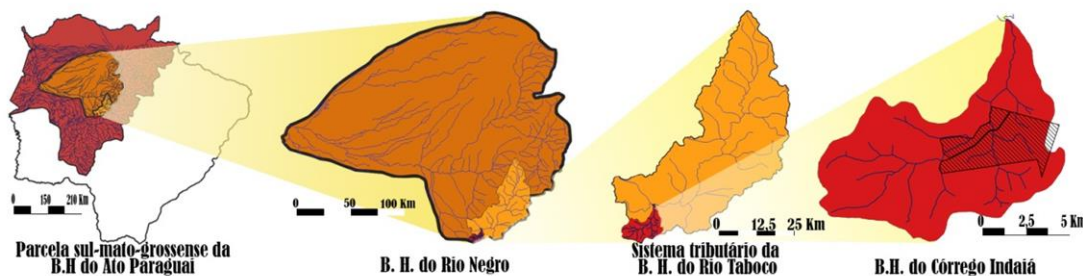 0 150 210 Km
Parcela sul-mato-grossense da
B.H do Ato Paraguai
0 50 100 Km
B. H. do Rio Negro
0 12,5 25 Km
Sistema tributário da
B. H. do Rio Taboco
0 2,5 5 Km
B.H. do Córrego Indaiá